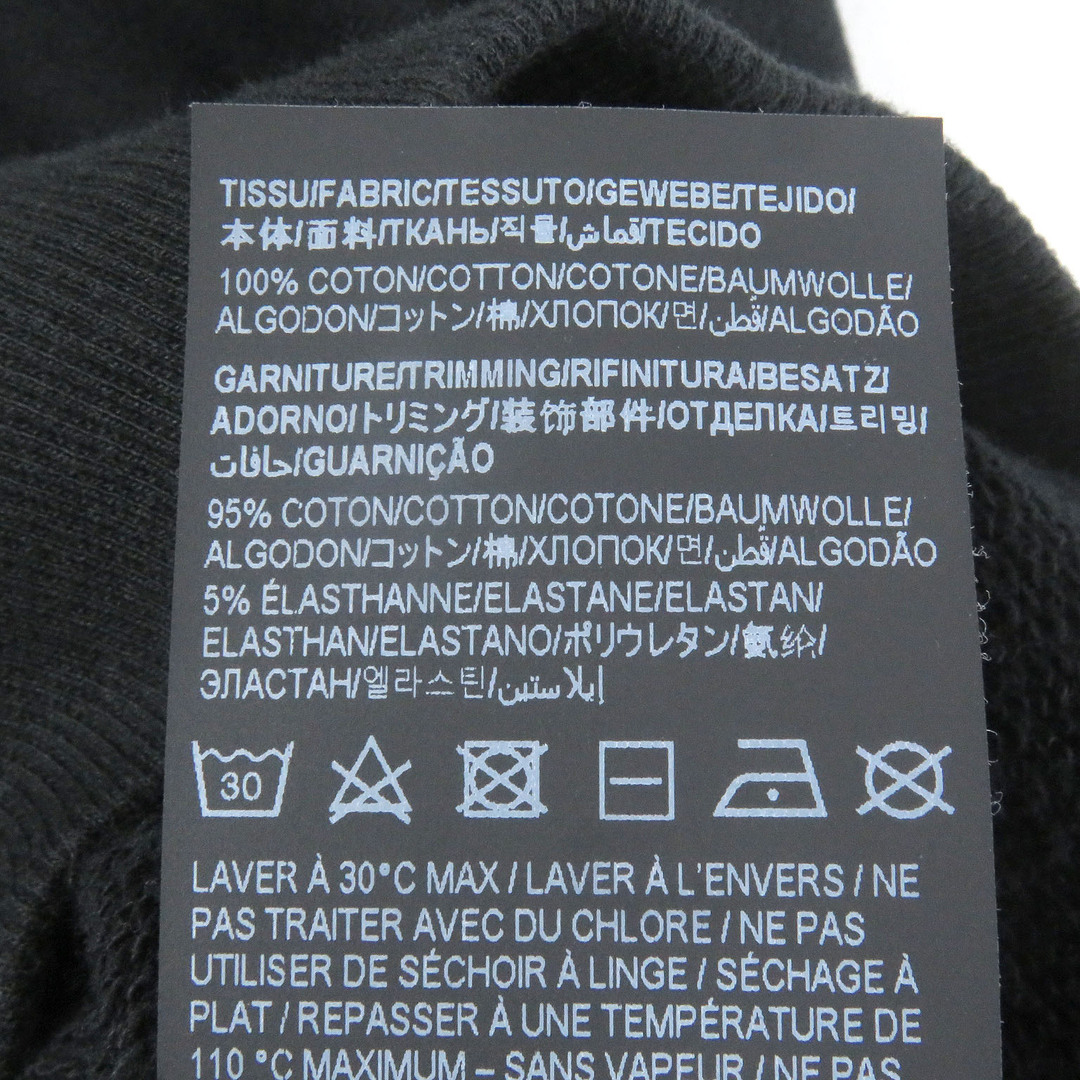 TISSU/FABRIC/TESSUTO/GEWEBE/TEJIDO/
本体/面料/ТКАНЬ/직물/قماش/TECIDO
100% COTON/COTTON/COTONE/BAUMWOLLE/
ALGODON/コットン/棉/ХЛОПОК/면/قطن/ALGODÃO
GARNITURE/TRIMMING/RIFINITURA/BESATZ/
ADORNO/トリミング/装饰部件/ОТДЕПКА/트리밍/
حافات/GUARNIÇÃO
95% COTON/COTTON/COTONE/BAUMWOLLE/
ALGODON/コットン/棉/ХЛОПОК/면/قطن/ALGODÃO
5% ÉLASTHANNE/ELASTANE/ELASTAN/
ELASTHAN/ELASTANO/ポリウレタン/氨纶/
ЭЛАСТАН/엘라스틴/إيلاستين
30
LAVER À 30°C MAX / LAVER À L'ENVERS / NE
PAS TRAITER AVEC DU CHLORE / NE PAS
UTILISER DE SÉCHOIR À LINGE / SÉCHAGE À
PLAT / REPASSER À UNE TEMPÉRATURE DE
110 °C MAXIMUM – SANS VAPEUR / NE PAS